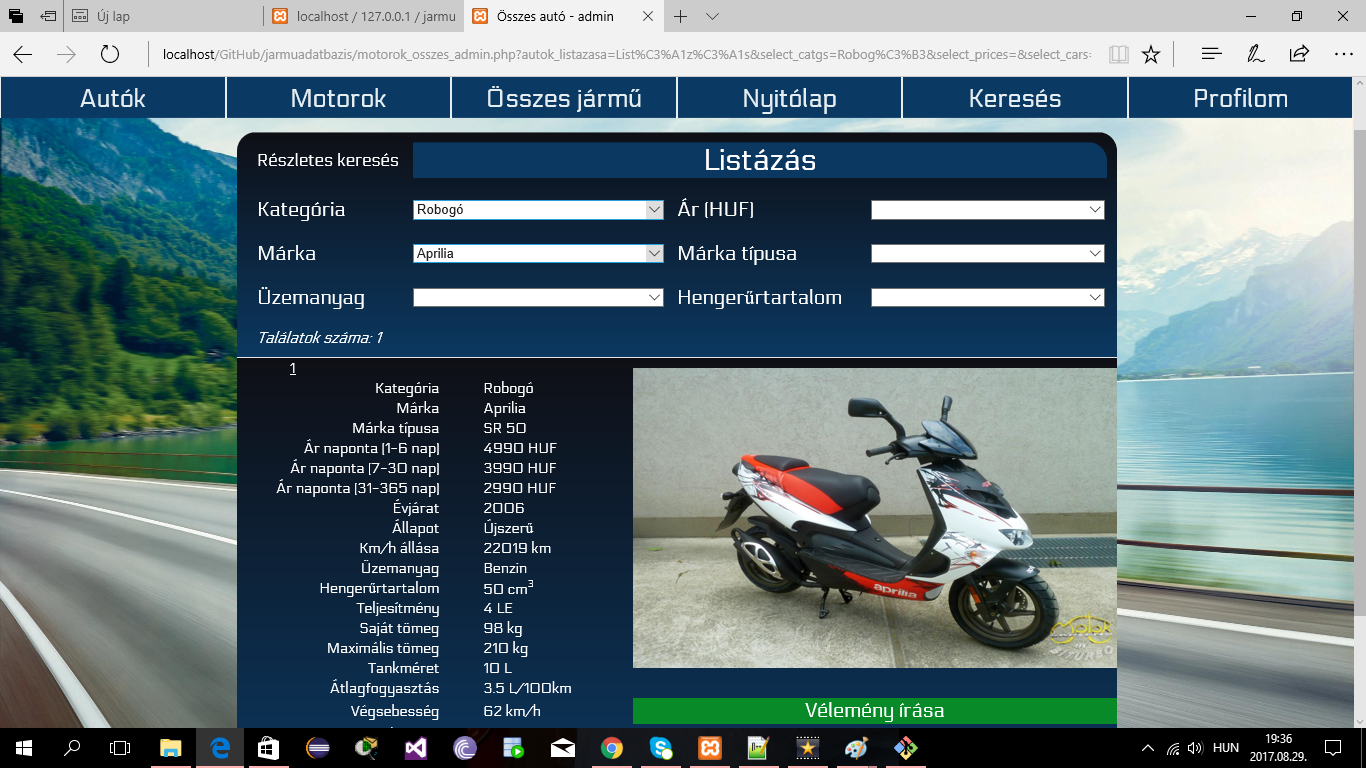 Új lap
localhost / 127.0.0.1 / jarmu
Összes autó - admin
localhost/GitHub/jarmuadatbazis/motorok_osszes_admin.php?autok_listazasa=List%C3%A1z%C3%A1s&select_catgs=Robog%C3%B3&select_prices=&select_cars=
Autók
Motorok
Összes jármű
Nyitólap
Keresés
Profilom
Részletes keresés
Listázás
Kategória Robogó Ár (HUF)
Márka Aprilia Márka típusa
Üzemanyag Hengerűrtartalom
Találatok száma: 1
1
Kategória Robogó
Márka Aprilia
Márka típusa SR 50
Ár naponta (1-6 nap) 4990 HUF
Ár naponta (7-30 nap) 3990 HUF
Ár naponta (31-365 nap) 2990 HUF
Évjárat 2006
Állapot Újszerű
Km/h állása 22019 km
Üzemanyag Benzin
Hengerűrtartalom 50 cm³
Teljesítmény 4 LE
Saját tömeg 98 kg
Maximális tömeg 210 kg
Tankméret 10 L
Átlagfogyasztás 3.5 L/100km
Végsebesség 62 km/h
aprilia
Vélemény írása
HUN
19:36
2017.08.29.